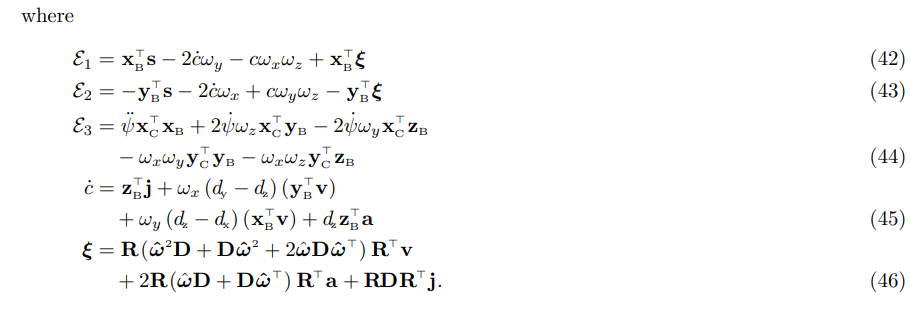 where
ℰ₁ = x_B^⊤ s − 2ċω_y − cω_xω_z + x_B^⊤ ξ (42)
ℰ₂ = −y_B^⊤ s − 2ċω_x + cω_yω_z − y_B^⊤ ξ (43)
ℰ₃ = ψ̈ x_C^⊤ x_B + 2ψ̇ω_z x_C^⊤ y_B − 2ψ̇ω_y x_C^⊤ z_B
− ω_xω_y y_C^⊤ y_B − ω_xω_z y_C^⊤ z_B (44)
ċ = z_B^⊤ j + ω_x (d_y − d_z) (y_B^⊤ v)
+ ω_y (d_z − d_x) (x_B^⊤ v) + d_z z_B^⊤ a (45)
ξ = R(ω̂²D + Dω̂² + 2ω̂Dω̂^⊤) R^⊤ v
+ 2R(ω̂D + Dω̂^⊤) R^⊤ a + RDR^⊤ j. (46)